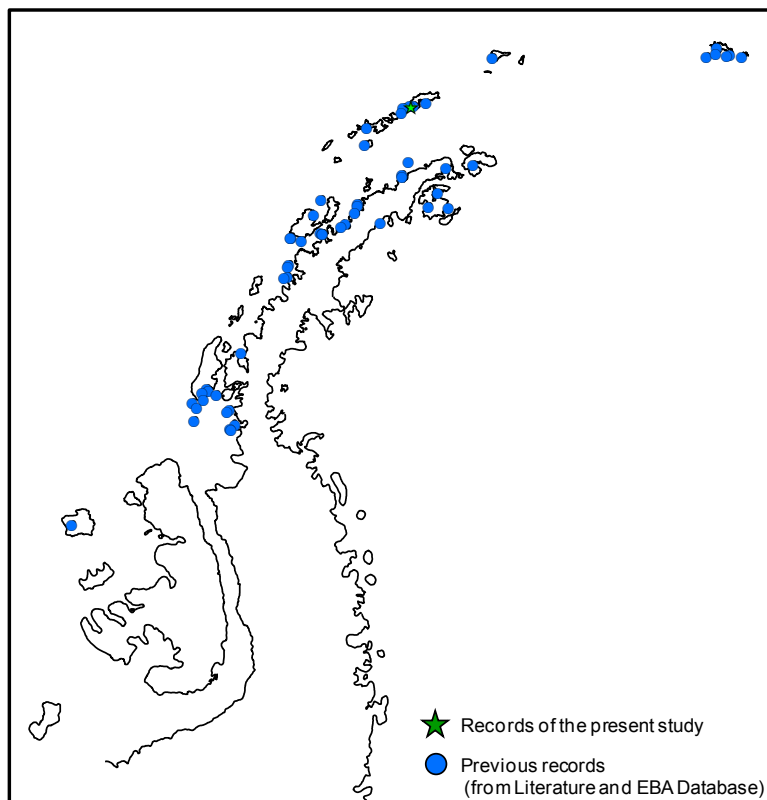 Records of the present study
Previous records
(from Literature and EBA Database)